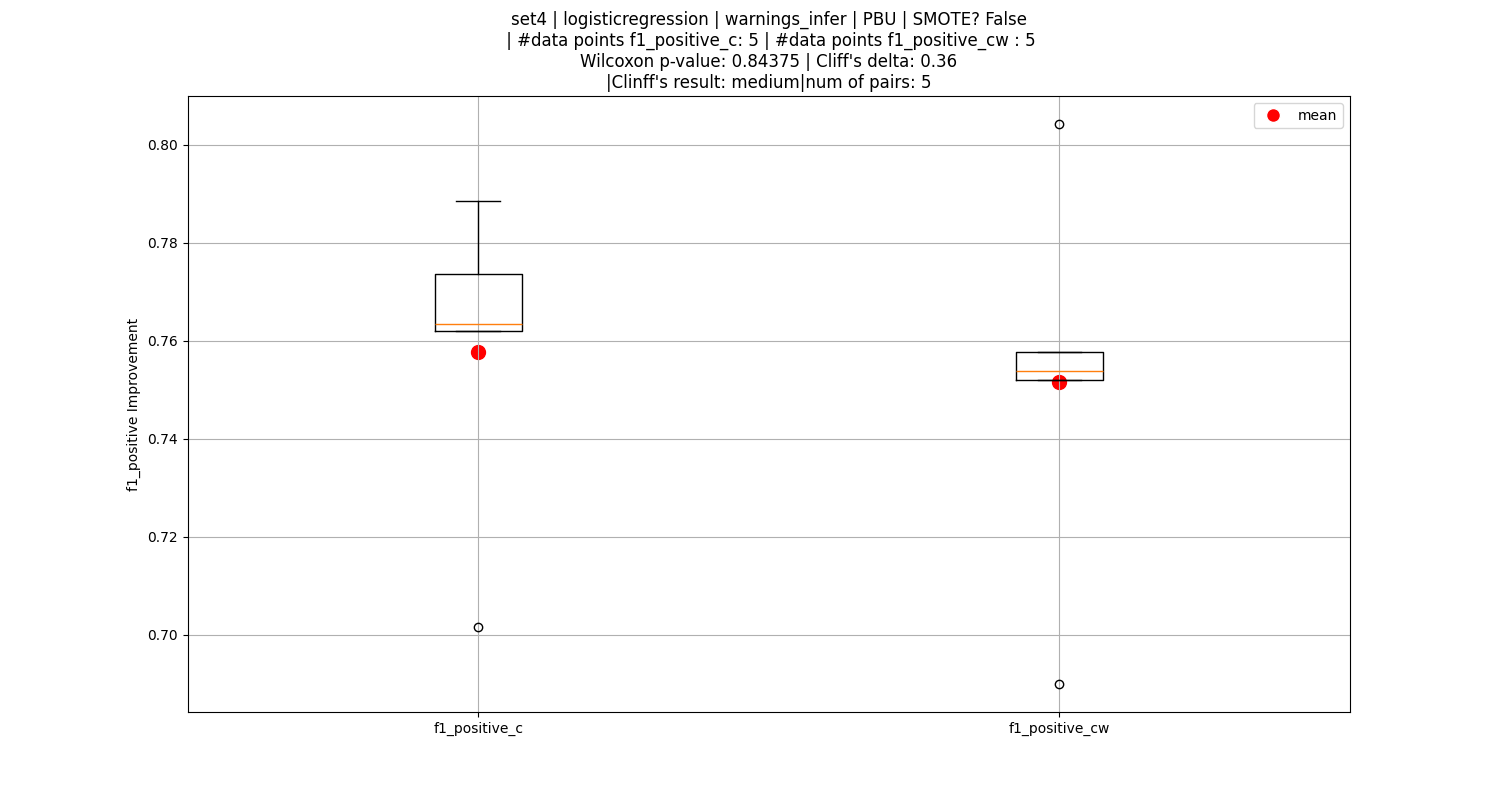 set4 | logisticregression | warnings_infer | PBU | SMOTE? False
| #data points f1_positive_c: 5 | #data points f1_positive_cw : 5
Wilcoxon p-value: 0.84375 | Cliff's delta: 0.36
|Clinff's result: medium|num of pairs: 5
mean
0.80
0.78
0.76
0.74
0.72
0.70
f1_positive Improvement
f1_positive_c
f1_positive_cw